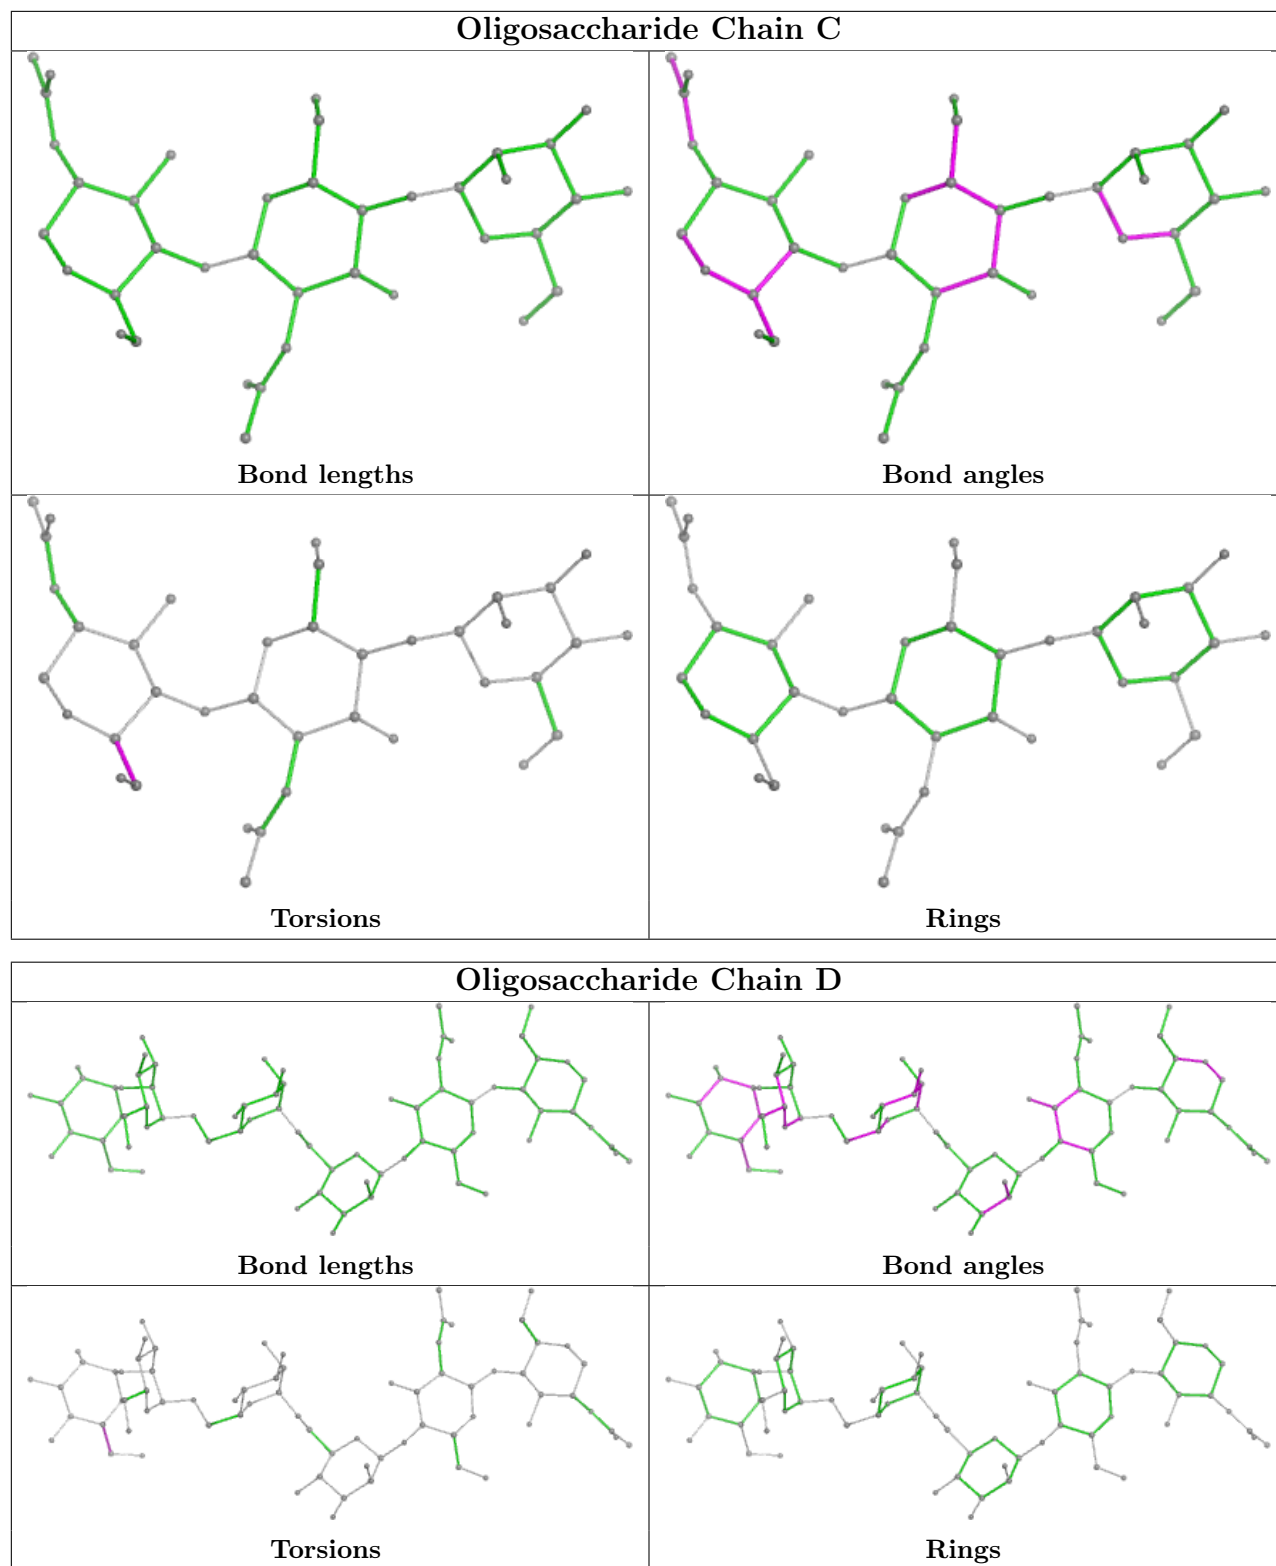 Oligosaccharide Chain C
Bond lengths
Bond angles
Torsions
Rings
Oligosaccharide Chain D
Bond lengths
Bond angles
Torsions
Rings